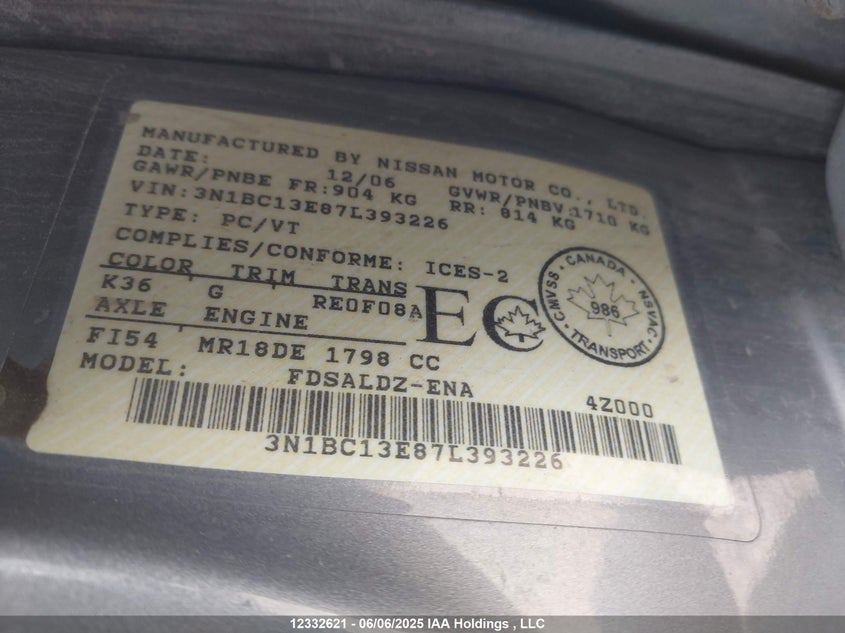 MANUFACTURED BY NISSAN MOTOR CO., LTD.
DATE: 12/06 GVWR/PNBV:1710 KG
GAWR/PNBE FR:904 KG RR: 814 KG
VIN:3N1BC13E87L393226
TYPE: PC/VT
COMPLIES/CONFORME: ICES-2
COLOR TRIM TRANS
K36 G RE0F08A
AXLE ENGINE
FI54 MR18DE 1798 CC
EC
CMVSS · CANADA · NSVAC · TRANSPORT ·
986
MODEL: FDSALDZ-ENA 4Z000
3N1BC13E87L393226
12332621 - 06/06/2025 IAA Holdings , LLC